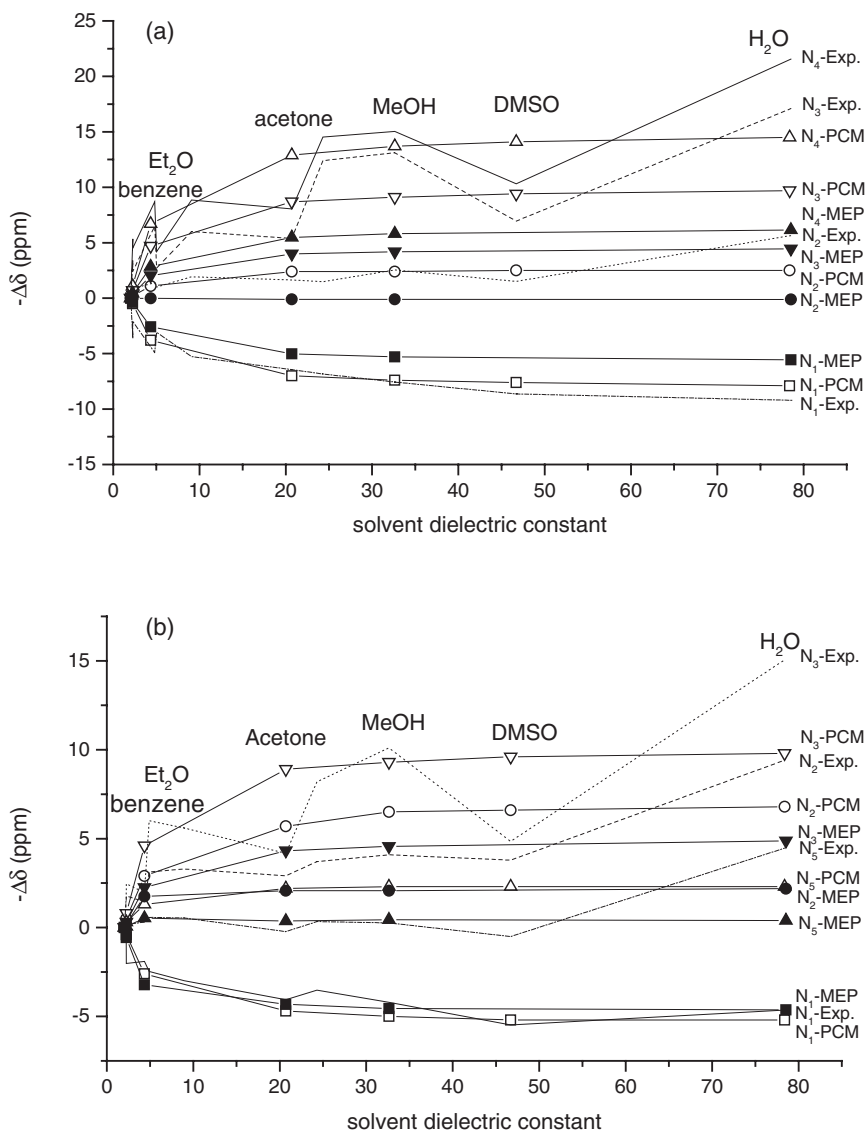 (a)
25
20
15
10
5
0
-5
-10
-15
-Δδ (ppm)
Et₂O
benzene
acetone
MeOH
DMSO
H₂O
N₄-Exp.
N₃-Exp.
N₄-PCM
N₃-PCM
N₄-MEP
N₂-Exp.
N₃-MEP
N₂-PCM
N₂-MEP
N₁-MEP
N₁-PCM
N₁-Exp.
0 10 20 30 40 50 60 70 80
solvent dielectric constant
(b)
15
10
5
0
-5
-Δδ (ppm)
Et₂O
benzene
Acetone
MeOH
DMSO
H₂O
N₃-Exp.
N₃-PCM
N₂-Exp.
N₂-PCM
N₃-MEP
N₅-Exp.
N₅-PCM
N₂-MEP
N₅-MEP
N₁-MEP
N₁-Exp.
N₁-PCM
0 10 20 30 40 50 60 70 80
solvent dielectric constant